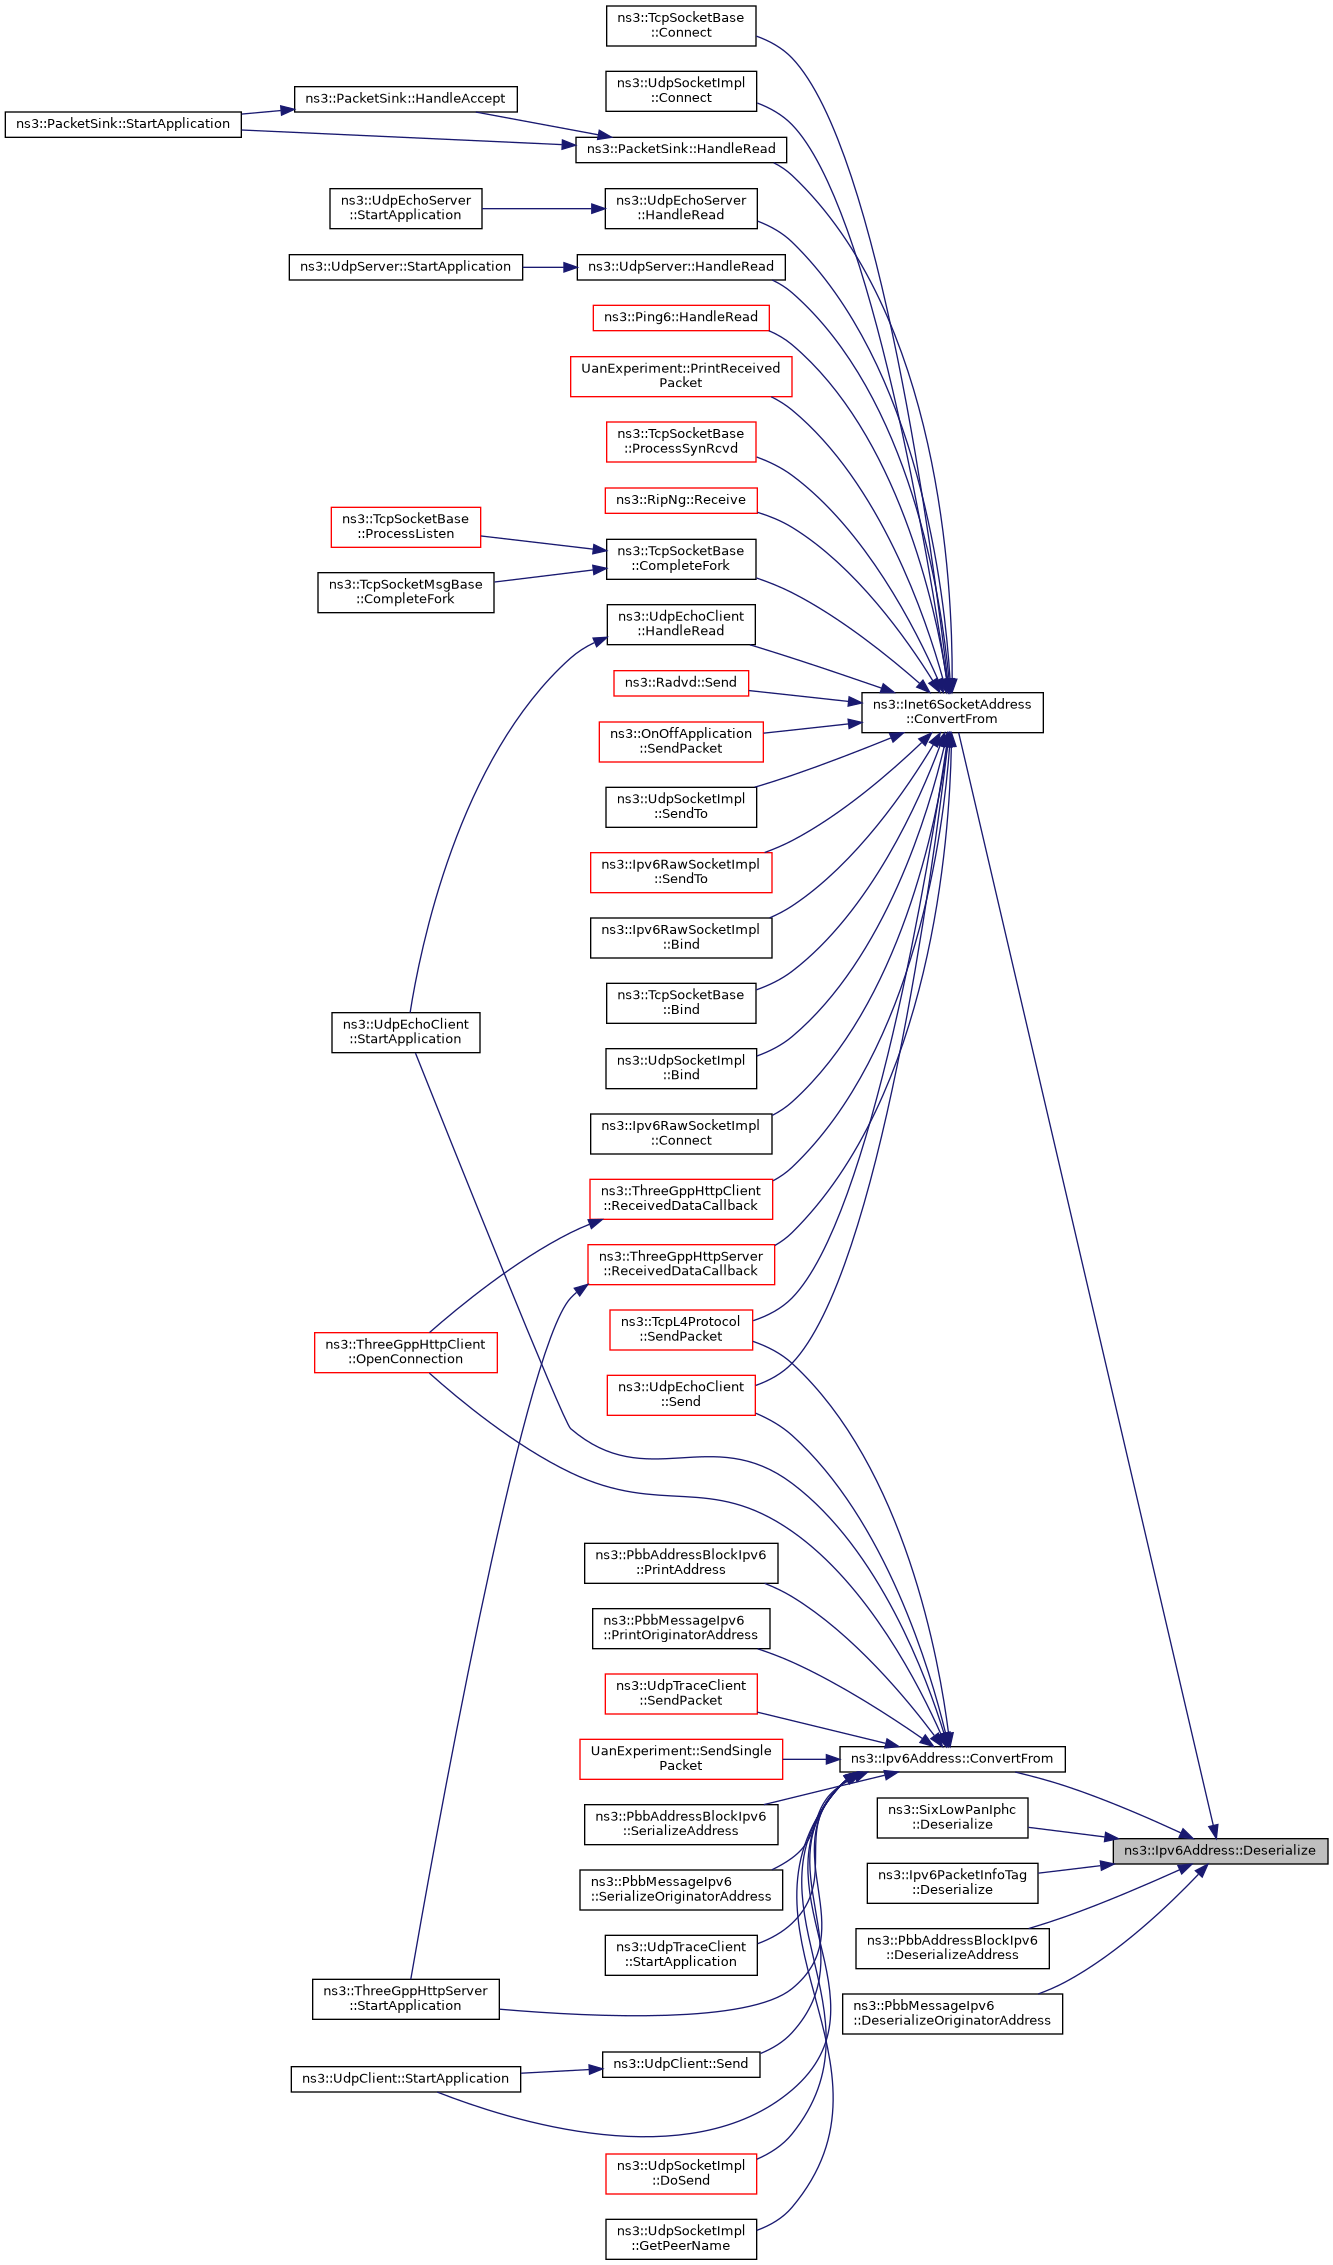 ns3::TcpSocketBase
::Connect
ns3::UdpSocketImpl
::Connect
ns3::PacketSink::HandleAccept
ns3::PacketSink::StartApplication
ns3::PacketSink::HandleRead
ns3::UdpEchoServer
::StartApplication
ns3::UdpEchoServer
::HandleRead
ns3::UdpServer::StartApplication
ns3::UdpServer::HandleRead
ns3::Ping6::HandleRead
UanExperiment::PrintReceived
Packet
ns3::TcpSocketBase
::ProcessSynRcvd
ns3::RipNg::Receive
ns3::TcpSocketBase
::ProcessListen
ns3::TcpSocketBase
::CompleteFork
ns3::TcpSocketMsgBase
::CompleteFork
ns3::UdpEchoClient
::HandleRead
ns3::Radvd::Send
ns3::Inet6SocketAddress
::ConvertFrom
ns3::OnOffApplication
::SendPacket
ns3::UdpSocketImpl
::SendTo
ns3::Ipv6RawSocketImpl
::SendTo
ns3::Ipv6RawSocketImpl
::Bind
ns3::TcpSocketBase
::Bind
ns3::UdpEchoClient
::StartApplication
ns3::UdpSocketImpl
::Bind
ns3::Ipv6RawSocketImpl
::Connect
ns3::ThreeGppHttpClient
::ReceivedDataCallback
ns3::ThreeGppHttpServer
::ReceivedDataCallback
ns3::TcpL4Protocol
::SendPacket
ns3::ThreeGppHttpClient
::OpenConnection
ns3::UdpEchoClient
::Send
ns3::PbbAddressBlockIpv6
::PrintAddress
ns3::PbbMessageIpv6
::PrintOriginatorAddress
ns3::UdpTraceClient
::SendPacket
UanExperiment::SendSingle
Packet
ns3::Ipv6Address::ConvertFrom
ns3::PbbAddressBlockIpv6
::SerializeAddress
ns3::SixLowPanIphc
::Deserialize
ns3::Ipv6Address::Deserialize
ns3::PbbMessageIpv6
::SerializeOriginatorAddress
ns3::Ipv6PacketInfoTag
::Deserialize
ns3::UdpTraceClient
::StartApplication
ns3::PbbAddressBlockIpv6
::DeserializeAddress
ns3::ThreeGppHttpServer
::StartApplication
ns3::PbbMessageIpv6
::DeserializeOriginatorAddress
ns3::UdpClient::Send
ns3::UdpClient::StartApplication
ns3::UdpSocketImpl
::DoSend
ns3::UdpSocketImpl
::GetPeerName